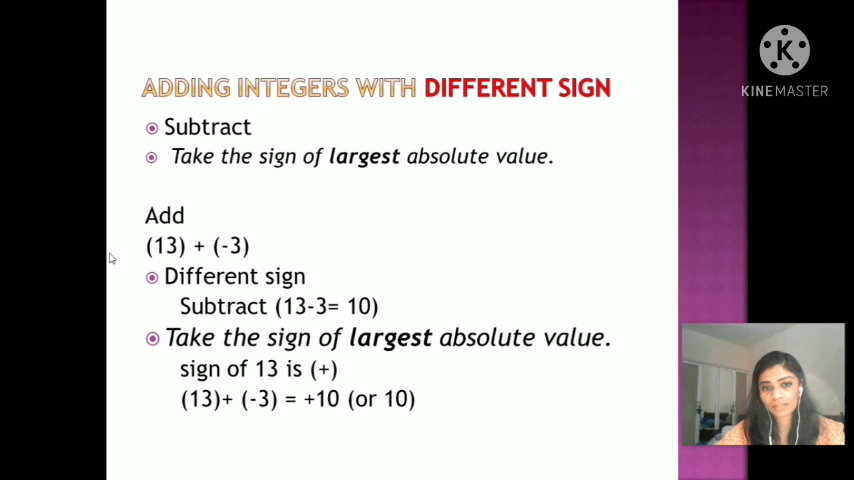 ADDING INTEGERS WITH DIFFERENT SIGN
Subtract
Take the sign of largest absolute value.
Add
(13) + (-3)
Different sign
Subtract (13-3= 10)
Take the sign of largest absolute value.
sign of 13 is (+)
(13)+ (-3) = +10 (or 10)
K
KINEMASTER